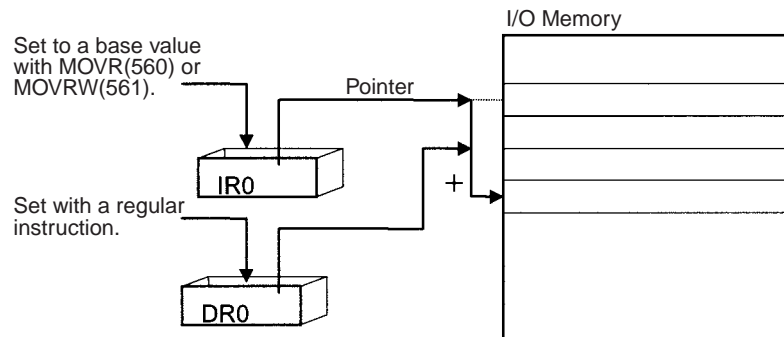 I/O Memory
Set to a base value
with MOVR(560) or
MOVRW(561).
Pointer
IR0
+
Set with a regular
instruction.
DR0